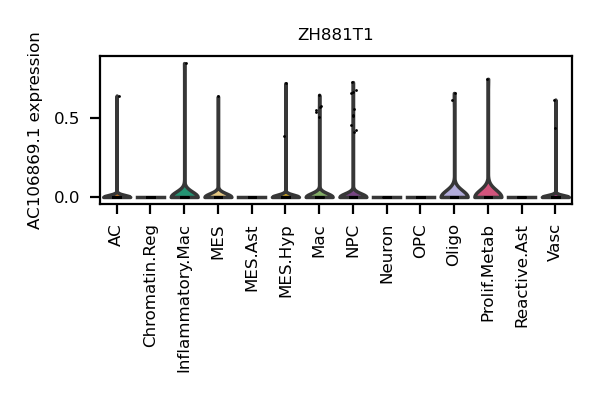 ZH881T1
AC106869.1 expression
0.5
0.0
AC
Chromatin.Reg
Inflammatory.Mac
MES
MES.Ast
MES.Hyp
Mac
NPC
Neuron
OPC
Oligo
Prolif.Metab
Reactive.Ast
Vasc